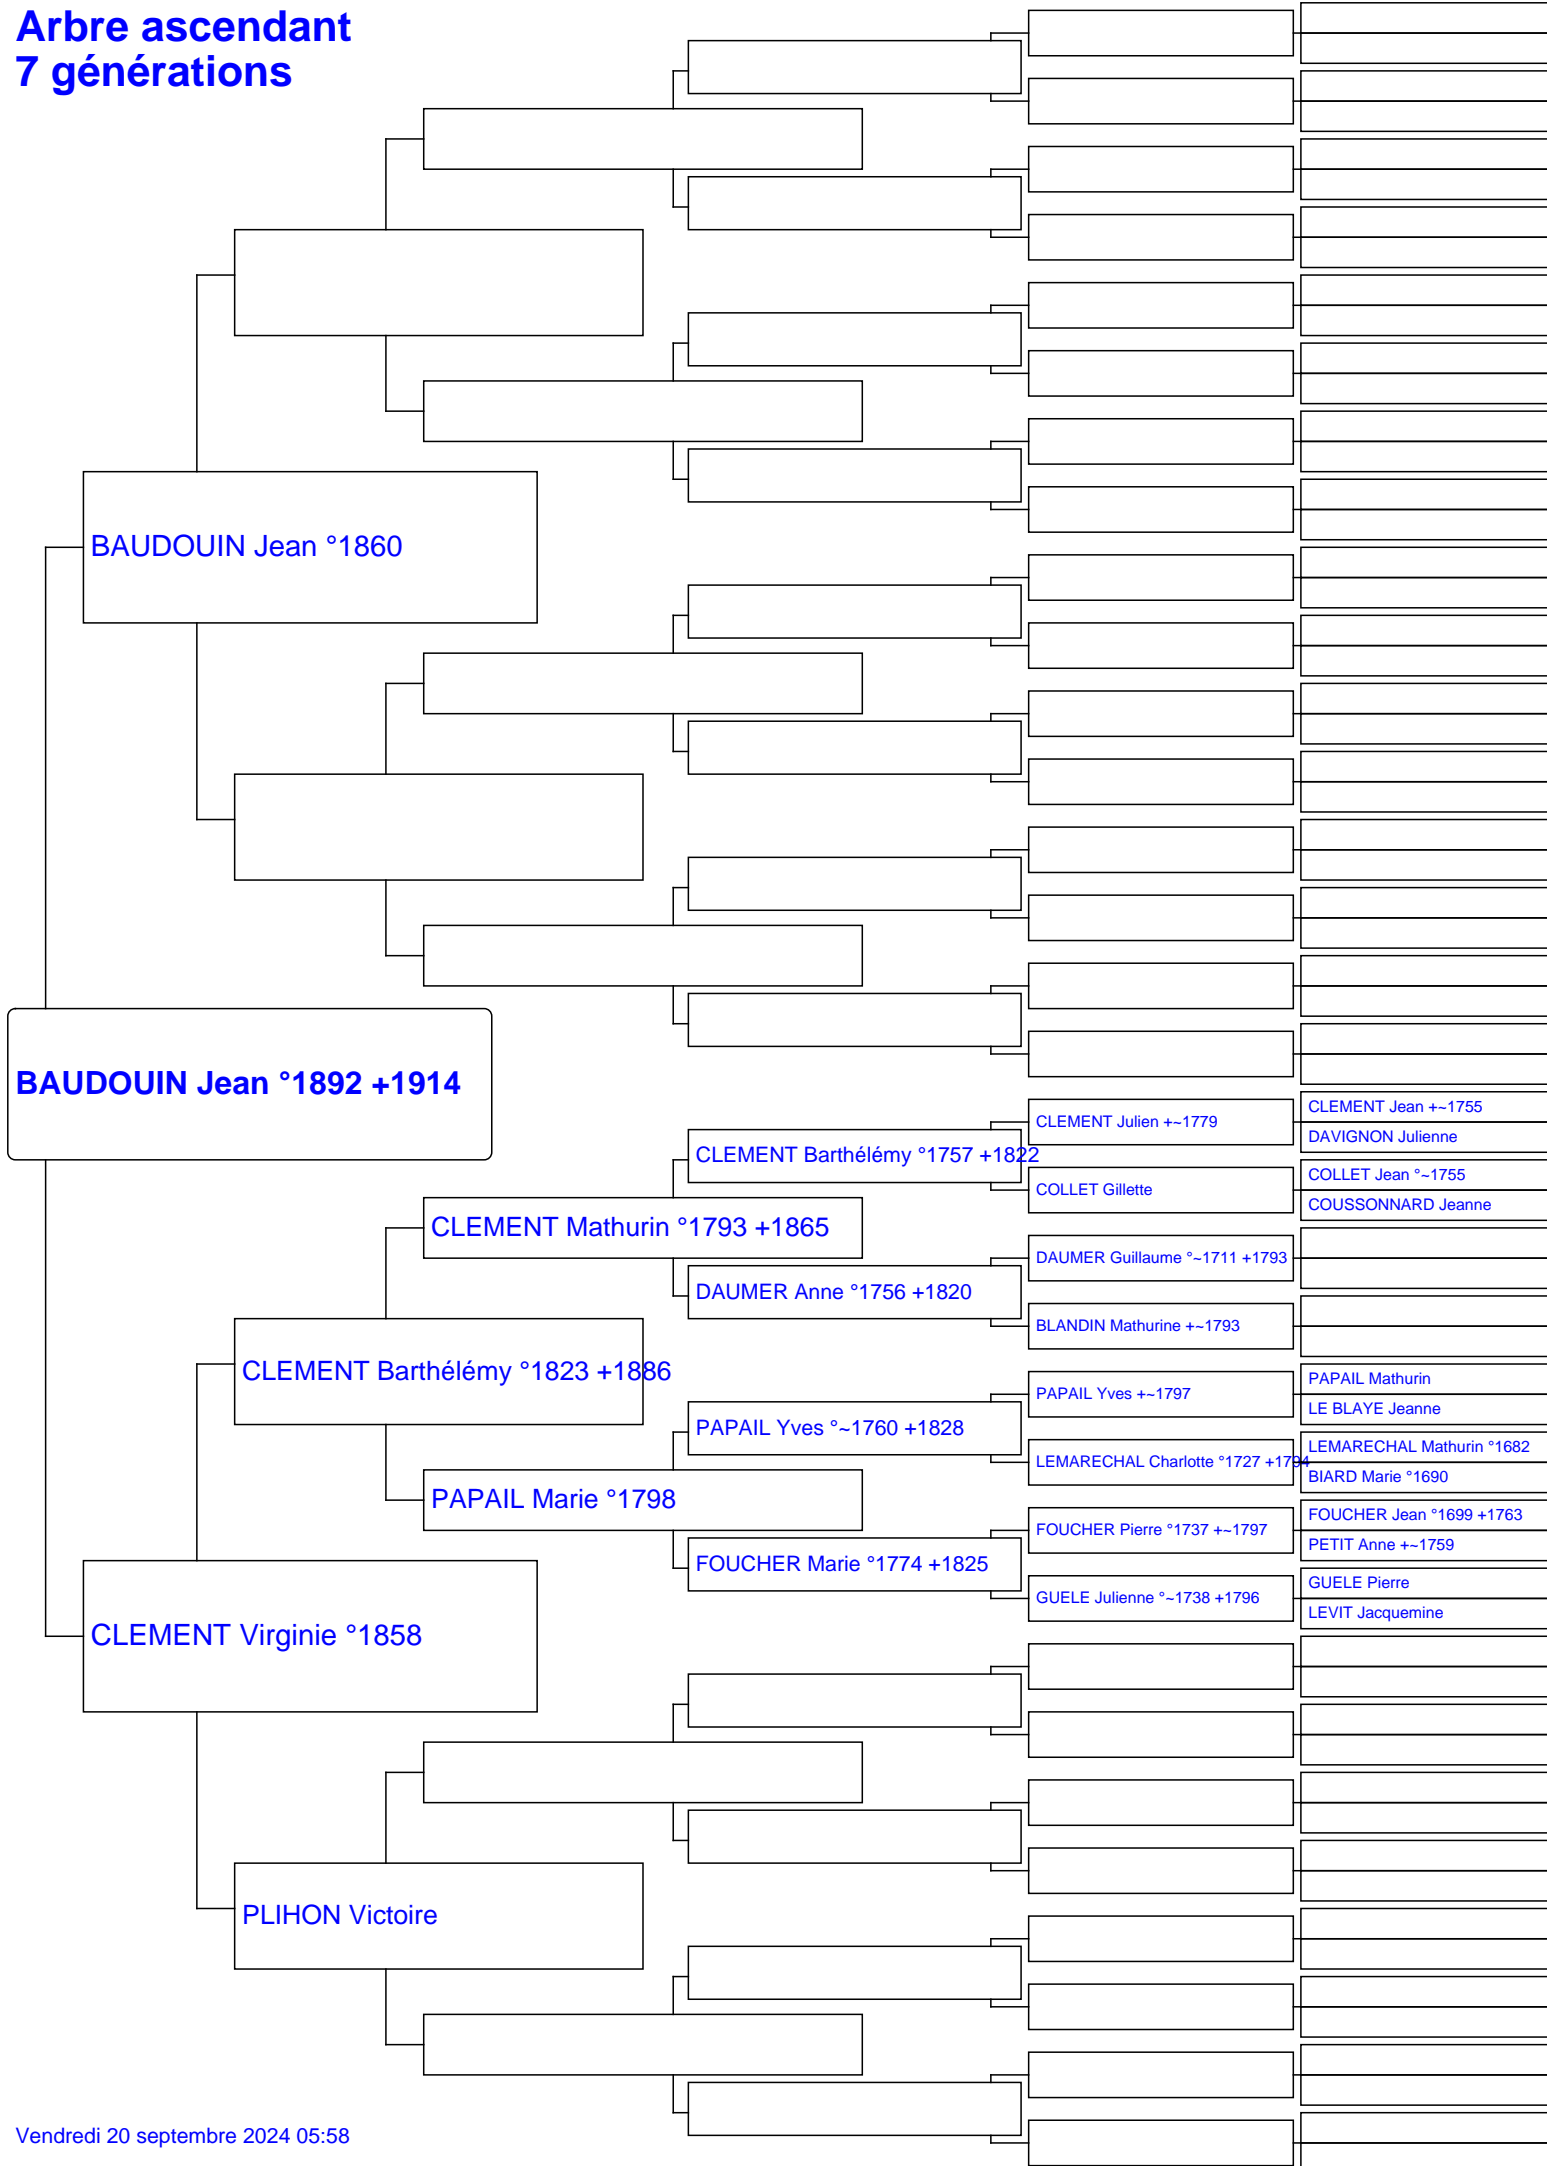 Arbre ascendant
7 générations
BAUDOUIN Jean °1860
BAUDOUIN Jean °1892 +1914
CLEMENT Jean +~1755
CLEMENT Julien +~1779
DAVIGNON Julienne
CLEMENT Barthélémy °1757 +1822
COLLET Jean °~1755
COLLET Gillette
COUSSONNARD Jeanne
CLEMENT Mathurin °1793 +1865
DAUMER Guillaume °~1711 +1793
DAUMER Anne °1756 +1820
BLANDIN Mathurine +~1793
CLEMENT Barthélémy °1823 +1886
PAPAIL Mathurin
PAPAIL Yves +~1797
LE BLAYE Jeanne
PAPAIL Yves °~1760 +1828
LEMARECHAL Mathurin °1682
LEMARECHAL Charlotte °1727 +1794
BIARD Marie °1690
PAPAIL Marie °1798
FOUCHER Jean °1699 +1763
FOUCHER Pierre °1737 +~1797
PETIT Anne +~1759
FOUCHER Marie °1774 +1825
GUELE Pierre
GUELE Julienne °~1738 +1796
LEVIT Jacquemine
CLEMENT Virginie °1858
PLIHON Victoire
Vendredi 20 septembre 2024 05:58